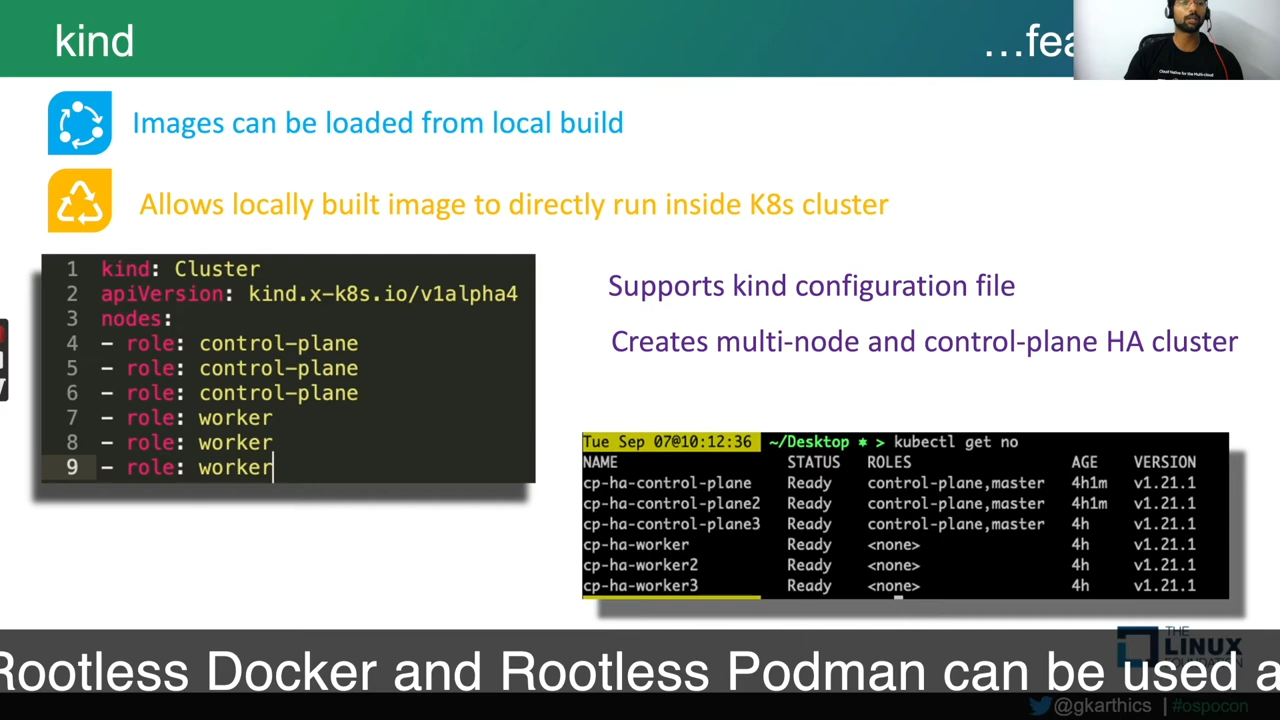 kind
…fea
Cloud Native for the Multi-cloud
Images can be loaded from local build
Allows locally built image to directly run inside K8s cluster
1 kind: Cluster
2 apiVersion: kind.x-k8s.io/v1alpha4
3 nodes:
4 - role: control-plane
5 - role: control-plane
6 - role: control-plane
7 - role: worker
8 - role: worker
9 - role: worker
Supports kind configuration file
Creates multi-node and control-plane HA cluster
Tue Sep 07@10:12:36 ~/Desktop * > kubectl get no
NAME STATUS ROLES AGE VERSION
cp-ha-control-plane Ready control-plane,master 4h1m v1.21.1
cp-ha-control-plane2 Ready control-plane,master 4h1m v1.21.1
cp-ha-control-plane3 Ready control-plane,master 4h v1.21.1
cp-ha-worker Ready <none> 4h v1.21.1
cp-ha-worker2 Ready <none> 4h v1.21.1
cp-ha-worker3 Ready <none> 4h v1.21.1
Rootless Docker and Rootless Podman can be used a
THE
LINUX
FOUNDATION
@gkarthics | #ospocon